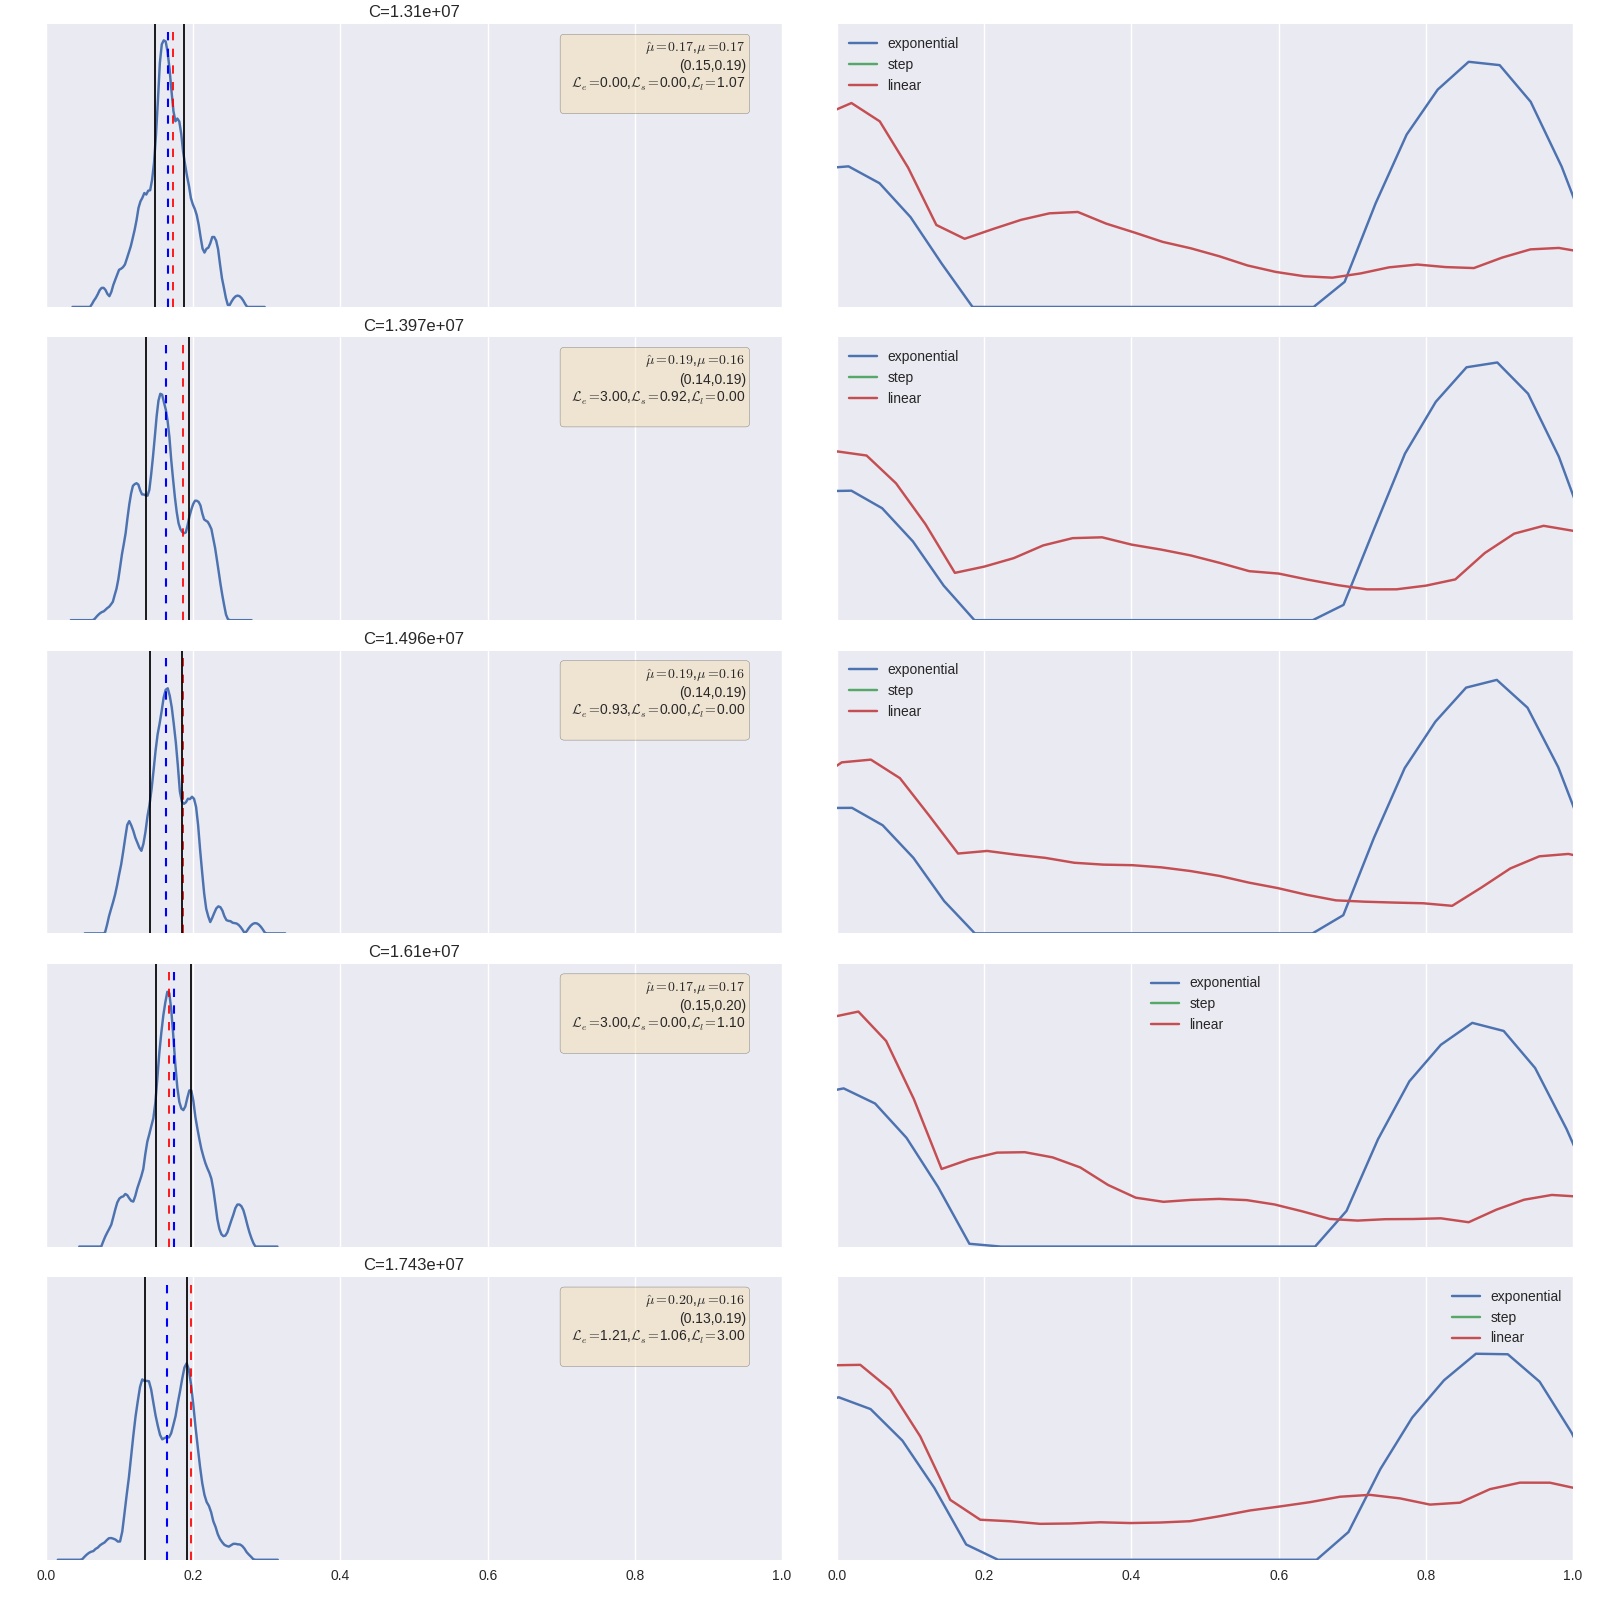 C=1.31e+07
μ̂=0.17,μ=0.17
(0.15,0.19)
ℒₑ=0.00,ℒₛ=0.00,ℒₗ=1.07
exponential
step
linear
C=1.397e+07
μ̂=0.19,μ=0.16
(0.14,0.19)
ℒₑ=3.00,ℒₛ=0.92,ℒₗ=0.00
exponential
step
linear
C=1.496e+07
μ̂=0.19,μ=0.16
(0.14,0.19)
ℒₑ=0.93,ℒₛ=0.00,ℒₗ=0.00
exponential
step
linear
C=1.61e+07
μ̂=0.17,μ=0.17
(0.15,0.20)
ℒₑ=3.00,ℒₛ=0.00,ℒₗ=1.10
exponential
step
linear
C=1.743e+07
μ̂=0.20,μ=0.16
(0.13,0.19)
ℒₑ=1.21,ℒₛ=1.06,ℒₗ=3.00
exponential
step
linear
0.0 0.2 0.4 0.6 0.8 1.0
0.0 0.2 0.4 0.6 0.8 1.0